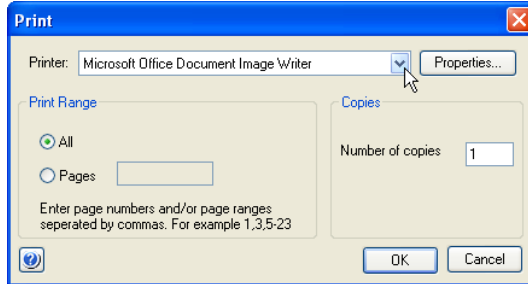 Print
Printer: Microsoft Office Document Image Writer Properties...
Print Range Copies
All
Number of copies 1
Pages
Enter page numbers and/or page ranges
seperated by commas. For example 1,3,5-23
OK Cancel